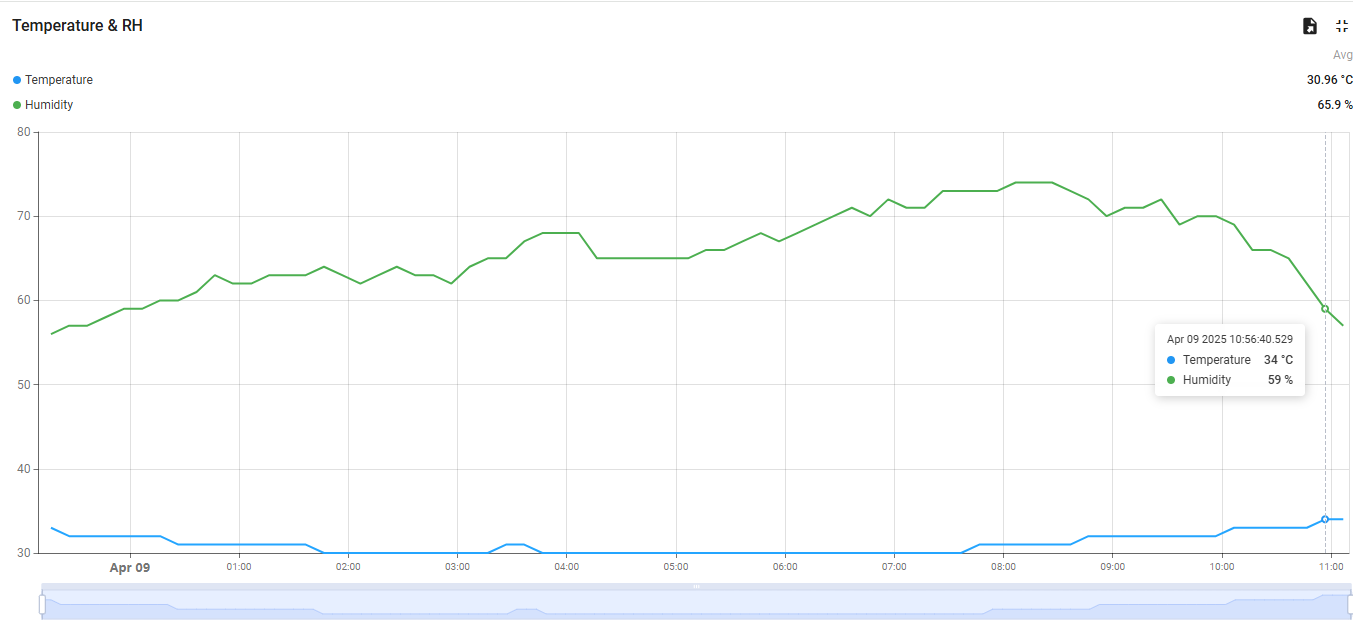 Temperature & RH
Avg
Temperature 30.96 °C
Humidity 65.9 %
80
70
60
50
40
30
Apr 09 2025 10:56:40.529
Temperature 34 °C
Humidity 59 %
Apr 09 01:00 02:00 03:00 04:00 05:00 06:00 07:00 08:00 09:00 10:00 11:00